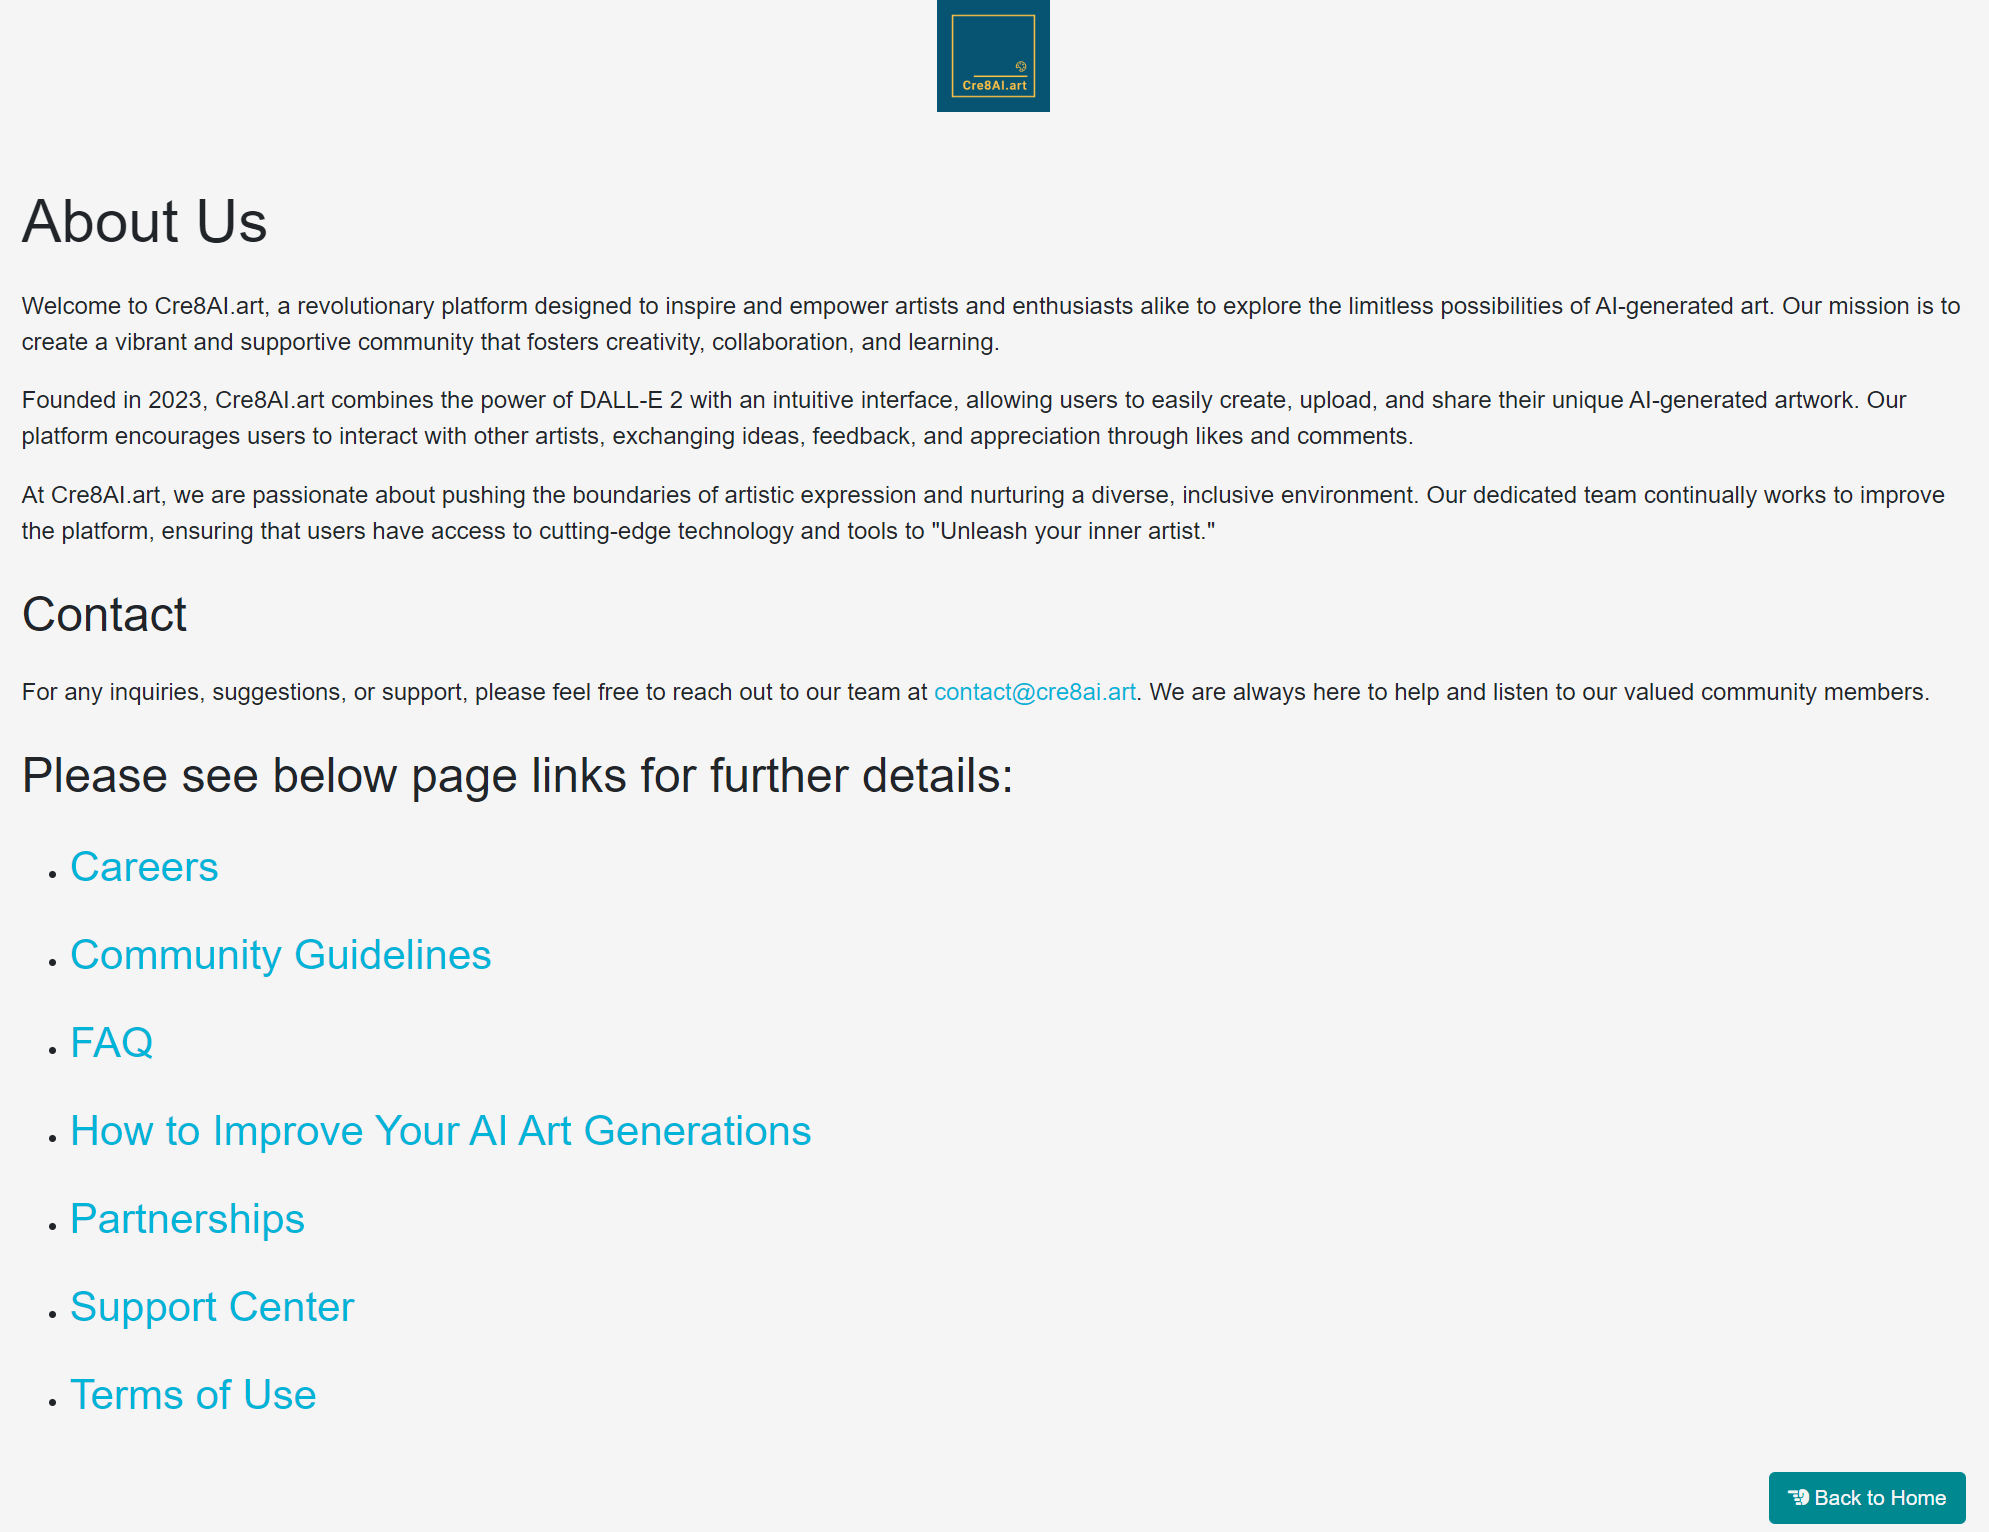 Cre8AI.art
About Us
Welcome to Cre8AI.art, a revolutionary platform designed to inspire and empower artists and enthusiasts alike to explore the limitless possibilities of AI-generated art. Our mission is to
create a vibrant and supportive community that fosters creativity, collaboration, and learning.
Founded in 2023, Cre8AI.art combines the power of DALL-E 2 with an intuitive interface, allowing users to easily create, upload, and share their unique AI-generated artwork. Our
platform encourages users to interact with other artists, exchanging ideas, feedback, and appreciation through likes and comments.
At Cre8AI.art, we are passionate about pushing the boundaries of artistic expression and nurturing a diverse, inclusive environment. Our dedicated team continually works to improve
the platform, ensuring that users have access to cutting-edge technology and tools to "Unleash your inner artist."
Contact
For any inquiries, suggestions, or support, please feel free to reach out to our team at contact@cre8ai.art. We are always here to help and listen to our valued community members.
Please see below page links for further details:
• Careers
• Community Guidelines
• FAQ
• How to Improve Your AI Art Generations
• Partnerships
• Support Center
• Terms of Use
Back to Home